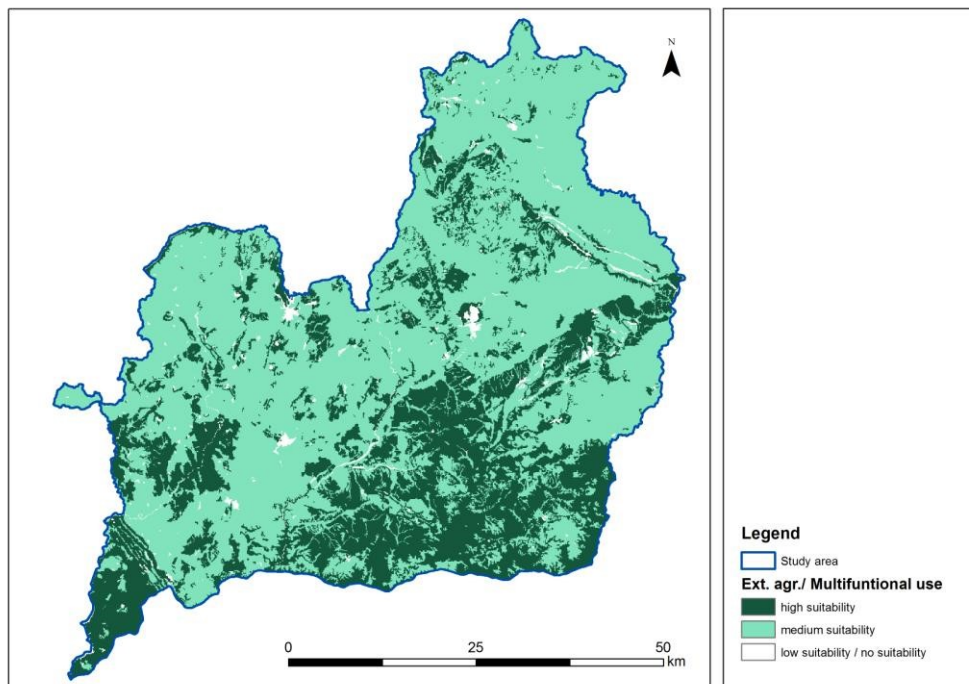 N
0
25
50
km
Legend
Study area
Ext. agr./ Multifuntional use
high suitability
medium suitability
low suitability / no suitability